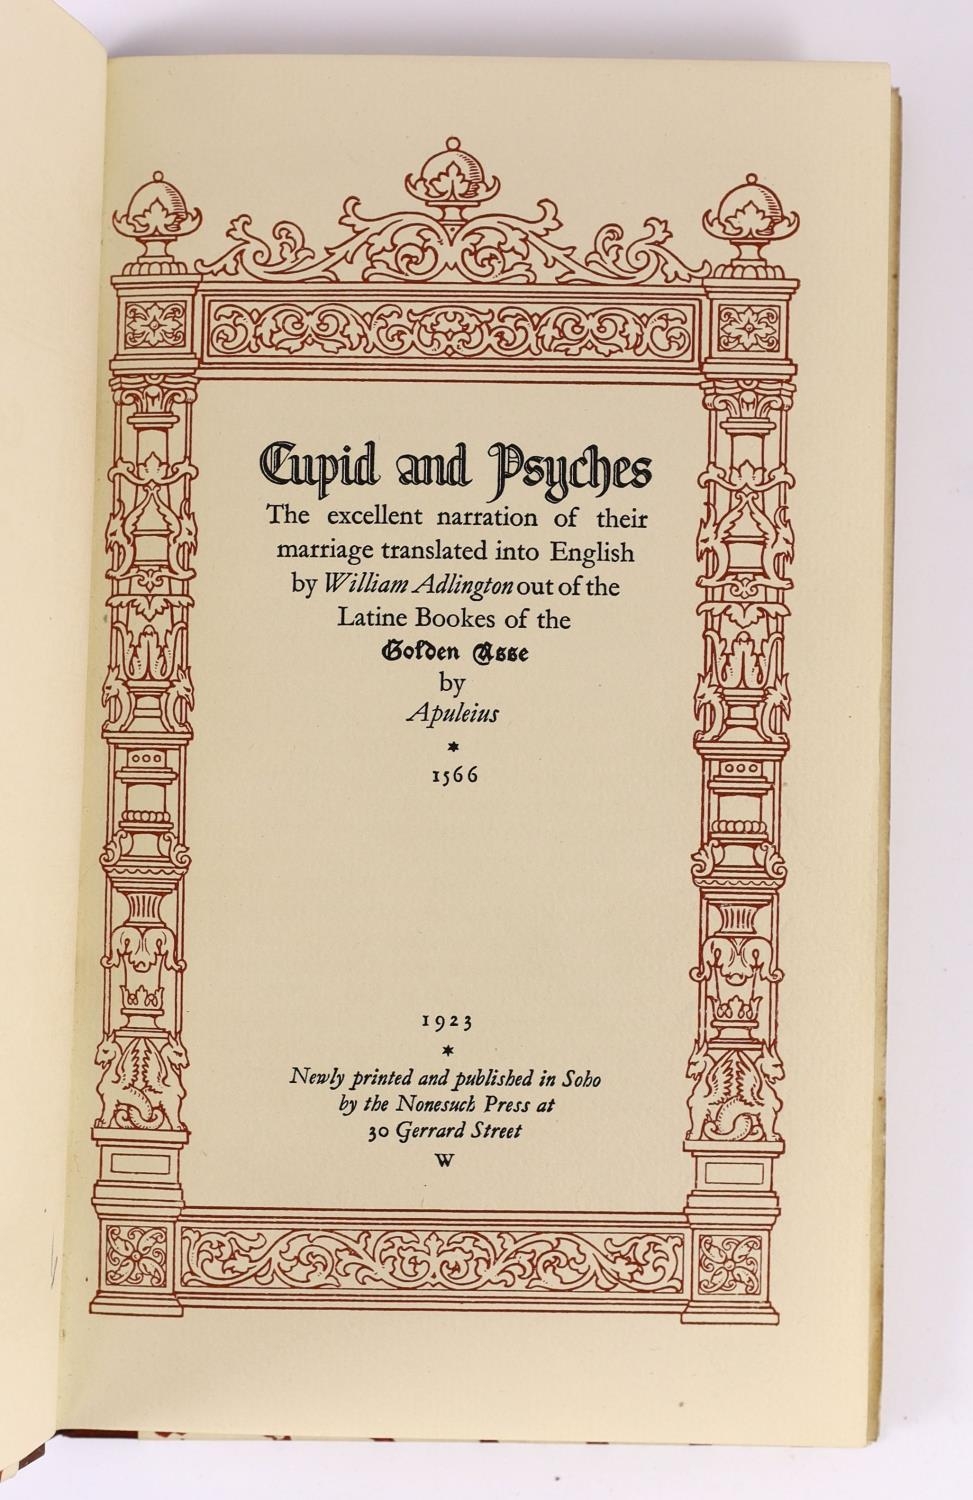 Cupid and Psyches
The excellent narration of their
marriage translated into English
by William Adlington out of the
Latine Bookes of the
Golden Asse
by
Apuleius
*
1566
1923
*
Newly printed and published in Soho
by the Nonesuch Press at
30 Gerrard Street
W